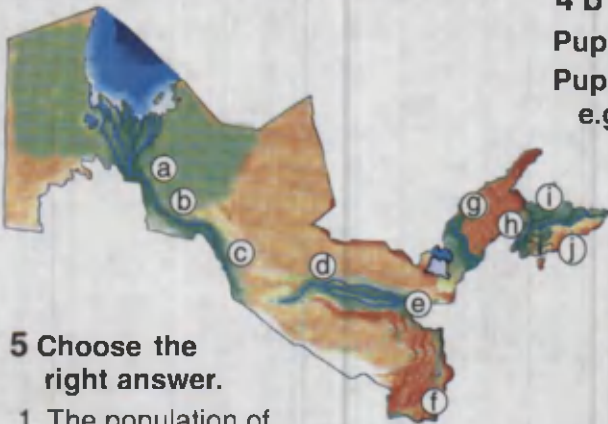 4 b
Pup
Pup
e.g
a
b
c
d
e
f
g
h
i
j
5 Choose the
right answer.
1 The population of